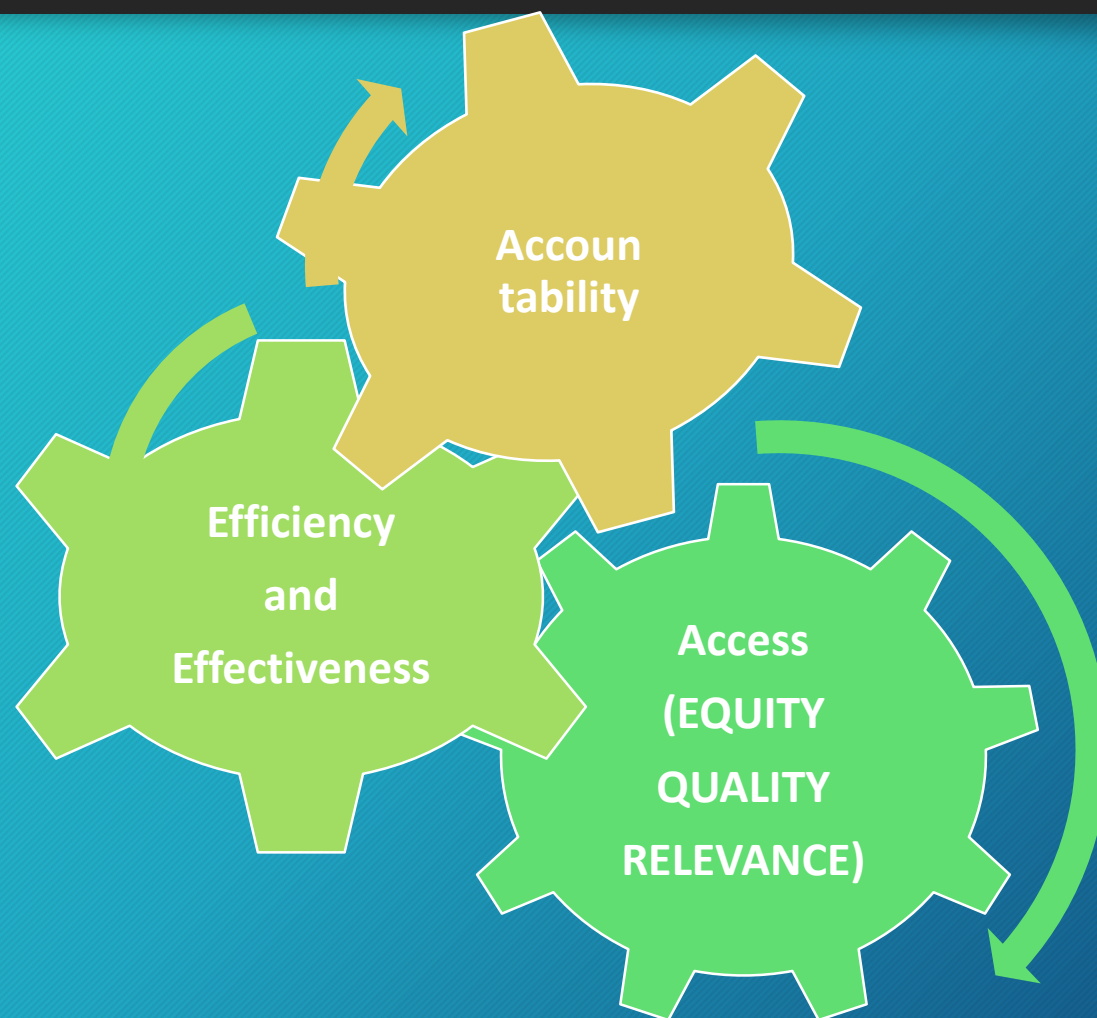 Accoun
tability
Efficiency
and
Effectiveness
Access
(EQUITY
QUALITY
RELEVANCE)